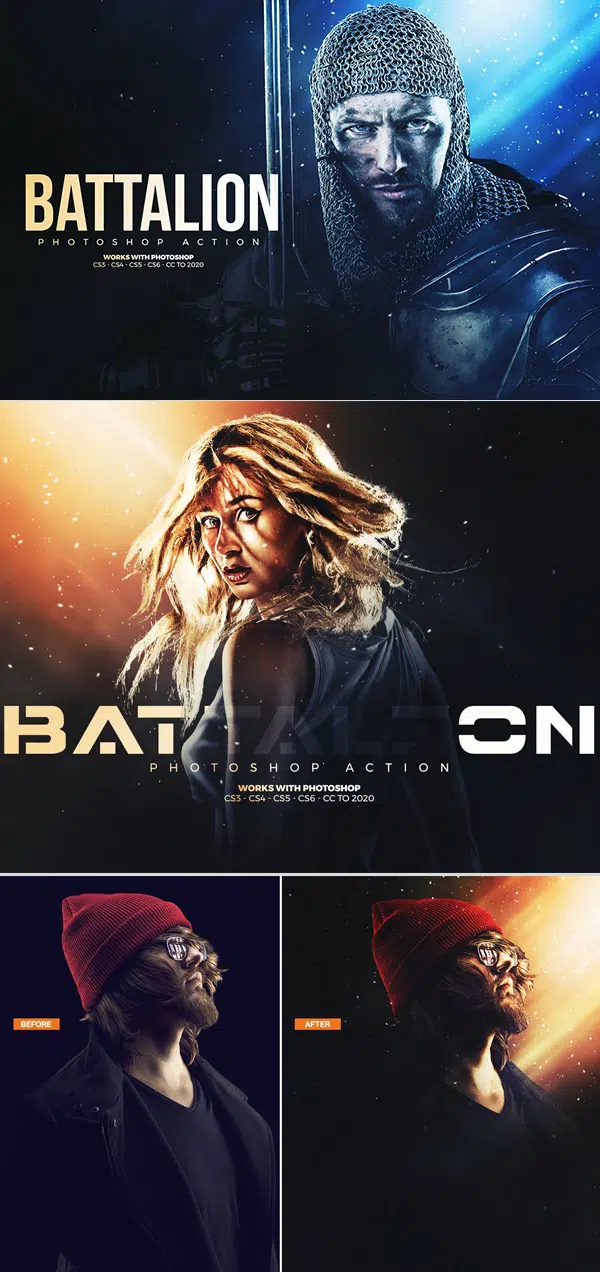 BATTALION
PHOTOSHOP ACTION
WORKS WITH PHOTOSHOP
CS3 - CS4 - CS5 - CS6 - CC TO 2020
BATTALION
PHOTOSHOP ACTION
WORKS WITH PHOTOSHOP
CS3 - CS4 - CS5 - CS6 - CC TO 2020
BEFORE
AFTER